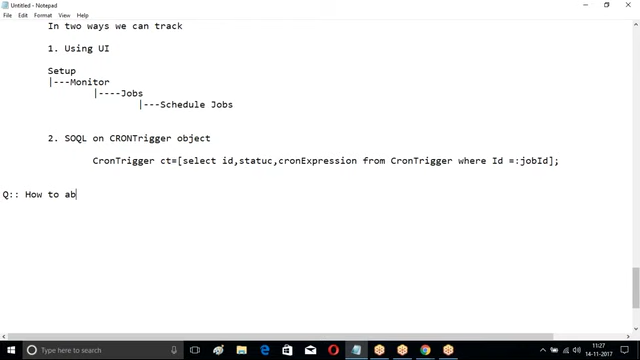 Untitled - Notepad
File Edit Format View Help
In two ways we can track
1. Using UI
Setup
|---Monitor
|----Jobs
|---Schedule Jobs
2. SOQL on CRONTrigger object
CronTrigger ct=[select id,statuc,cronExpression from CronTrigger where Id =:jobId];
Q:: How to ab
Type here to search
11:27
14-11-2017